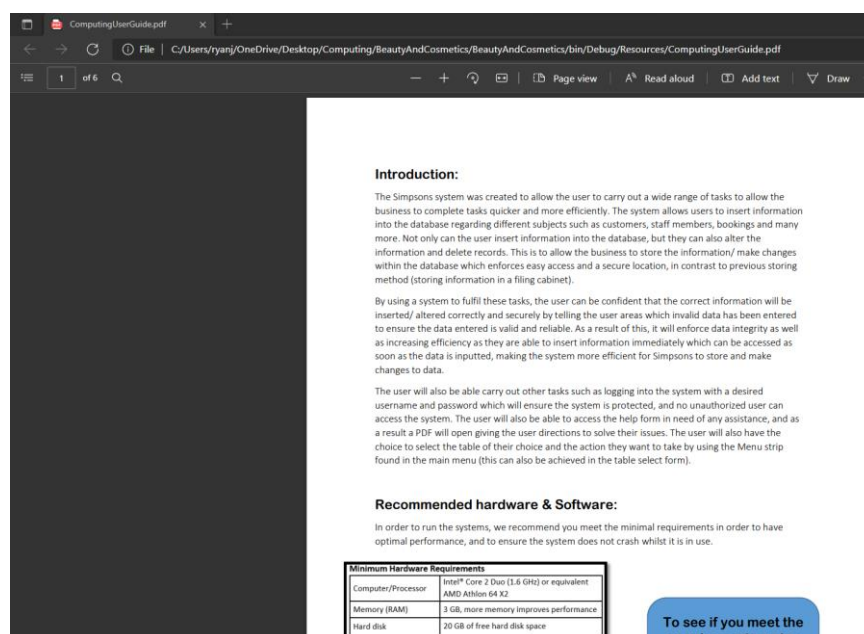 ComputingUserGuide.pdf
File | C:/Users/ryanj/OneDrive/Desktop/Computing/BeautyAndCosmetics/BeautyAndCosmetics/bin/Debug/Resources/ComputingUserGuide.pdf
1 of 6 Page view Read aloud Add text Draw
Introduction:
The Simpsons system was created to allow the user to carry out a wide range of tasks to allow the
business to complete tasks quicker and more efficiently. The system allows users to insert information
into the database regarding different subjects such as customers, staff members, bookings and many
more. Not only can the user insert information into the database, but they can also alter the
information and delete records. This is to allow the business to store the information/ make changes
within the database which enforces easy access and a secure location, in contrast to previous storing
method (storing information in a filing cabinet).
By using a system to fulfil these tasks, the user can be confident that the correct information will be
inserted/ altered correctly and securely by telling the user areas which invalid data has been entered
to ensure the data entered is valid and reliable. As a result of this, it will enforce data integrity as well
as increasing efficiency as they are able to insert information immediately which can be accessed as
soon as the data is inputted, making the system more efficient for Simpsons to store and make
changes to data.
The user will also be able carry out other tasks such as logging into the system with a desired
username and password which will ensure the system is protected, and no unauthorized user can
access the system. The user will also be able to access the help form in need of any assistance, and as
a result a PDF will open giving the user directions to solve their issues. The user will also have the
choice to select the table of their choice and the action they want to take by using the Menu strip
found in the main menu (this can also be achieved in the table select form).
Recommended hardware & Software:
In order to run the systems, we recommend you meet the minimal requirements in order to have
optimal performance, and to ensure the system does not crash whilst it is in use.
Minimum Hardware Requirements
Computer/Processor Intel® Core 2 Duo (1.6 GHz) or equivalent
AMD Athlon 64 X2
Memory (RAM) 3 GB, more memory improves performance
Hard disk 20 GB of free hard disk space
To see if you meet the